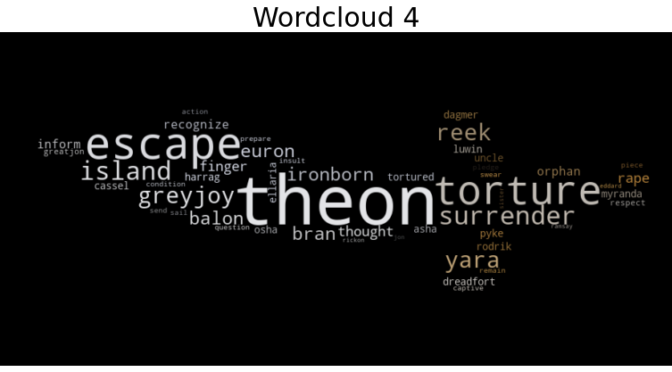 Wordcloud 4
action
dagmer
recognize
reek
inform
escape
prepare
euron
luwin
greatjon
insult
uncle
island
finger
ellaria
ironborn
tortured
swear
orphan
piece
rape
harrag
cassel
condition
theon
torture
eddard
myranda
greyjoy
respect
send
sail
balon
surrender
question
osha
bran
thought
asha
ramsay
rickon
jon
pyke
rodrik
yara
remain
dreadfort
captive